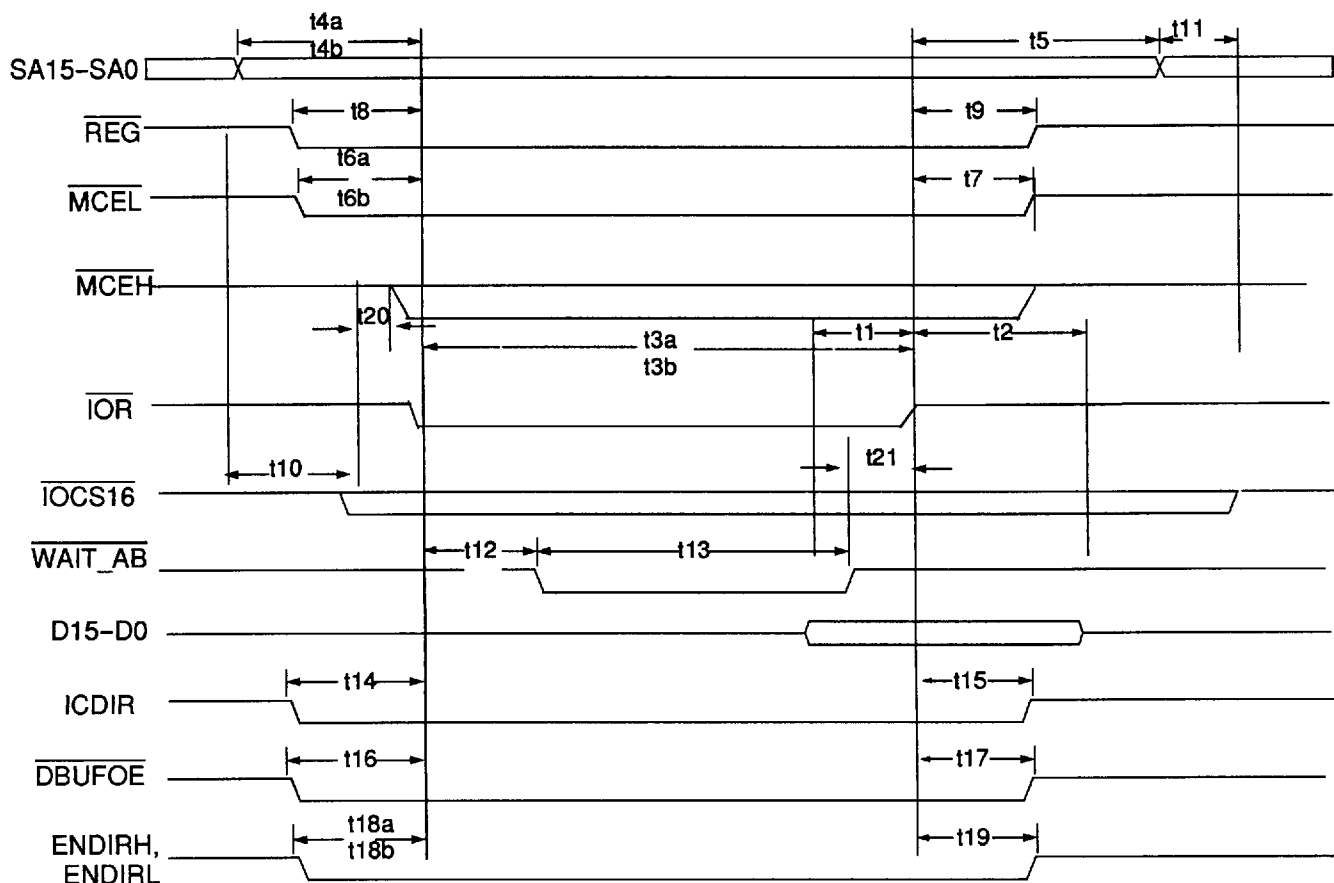 t4a
t4b
t5
t11
SA15-SA0
t8
t9
REG
t6a
t6b
t7
MCEL
MCEH
t20
t1
t2
t3a
t3b
IOR
t21
t10
IOCS16
t12
t13
WAIT_AB
D15-D0
t14
t15
ICDIR
t16
t17
DBUFOE
t18a
t18b
t19
ENDIRH,
ENDIRL